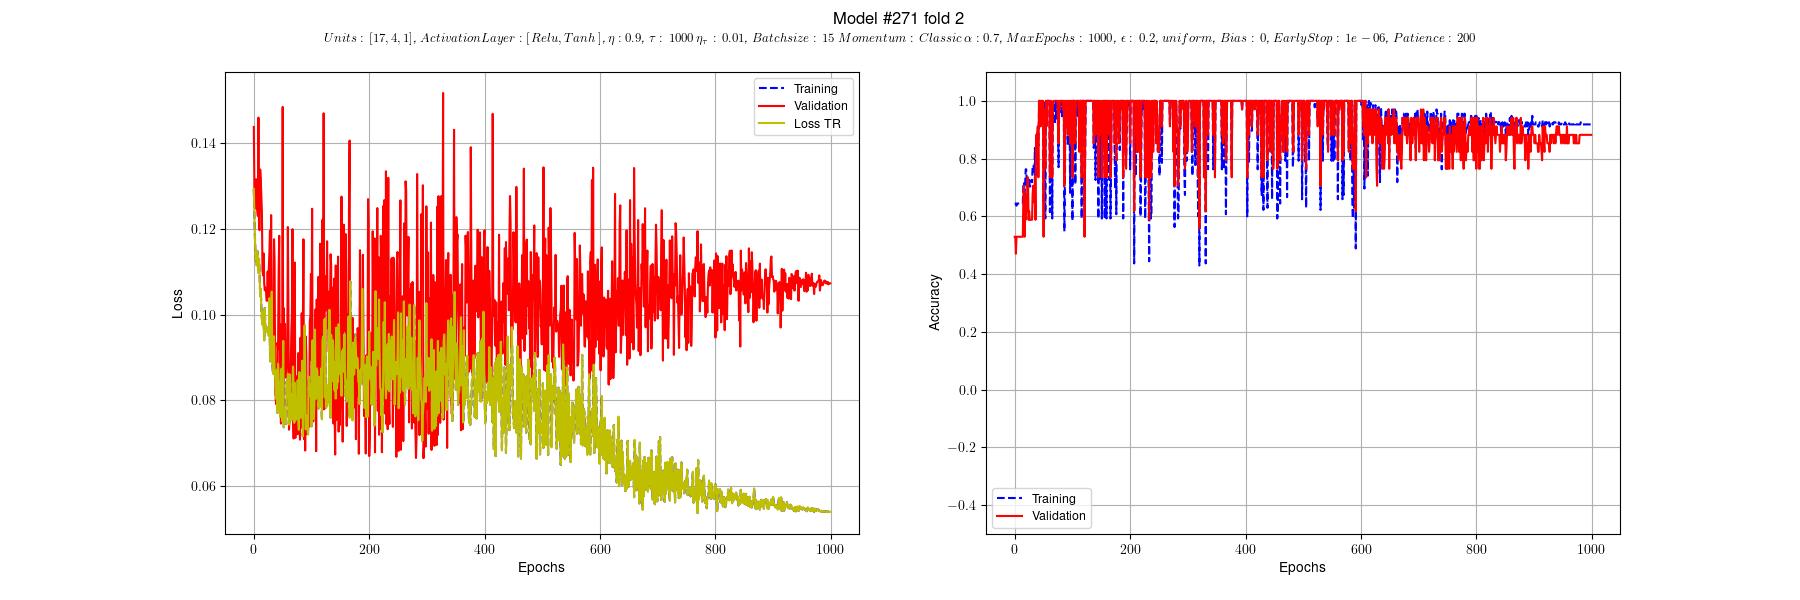 Model #271 fold 2
Units : [17, 4, 1], ActivationLayer : [Relu, Tanh], η : 0.9, τ : 1000 η_τ : 0.01, Batchsize : 15 Momentum : Classic α : 0.7, MaxEpochs : 1000, ϵ : 0.2, uniform, Bias : 0, EarlyStop : 1e − 06, Patience : 200
Training
Validation
Loss TR
0.14
0.12
0.10
0.08
0.06
Loss
0
200
400
600
800
1000
Epochs
1.0
0.8
0.6
0.4
0.2
0.0
−0.2
−0.4
Accuracy
Training
Validation
0
200
400
600
800
1000
Epochs